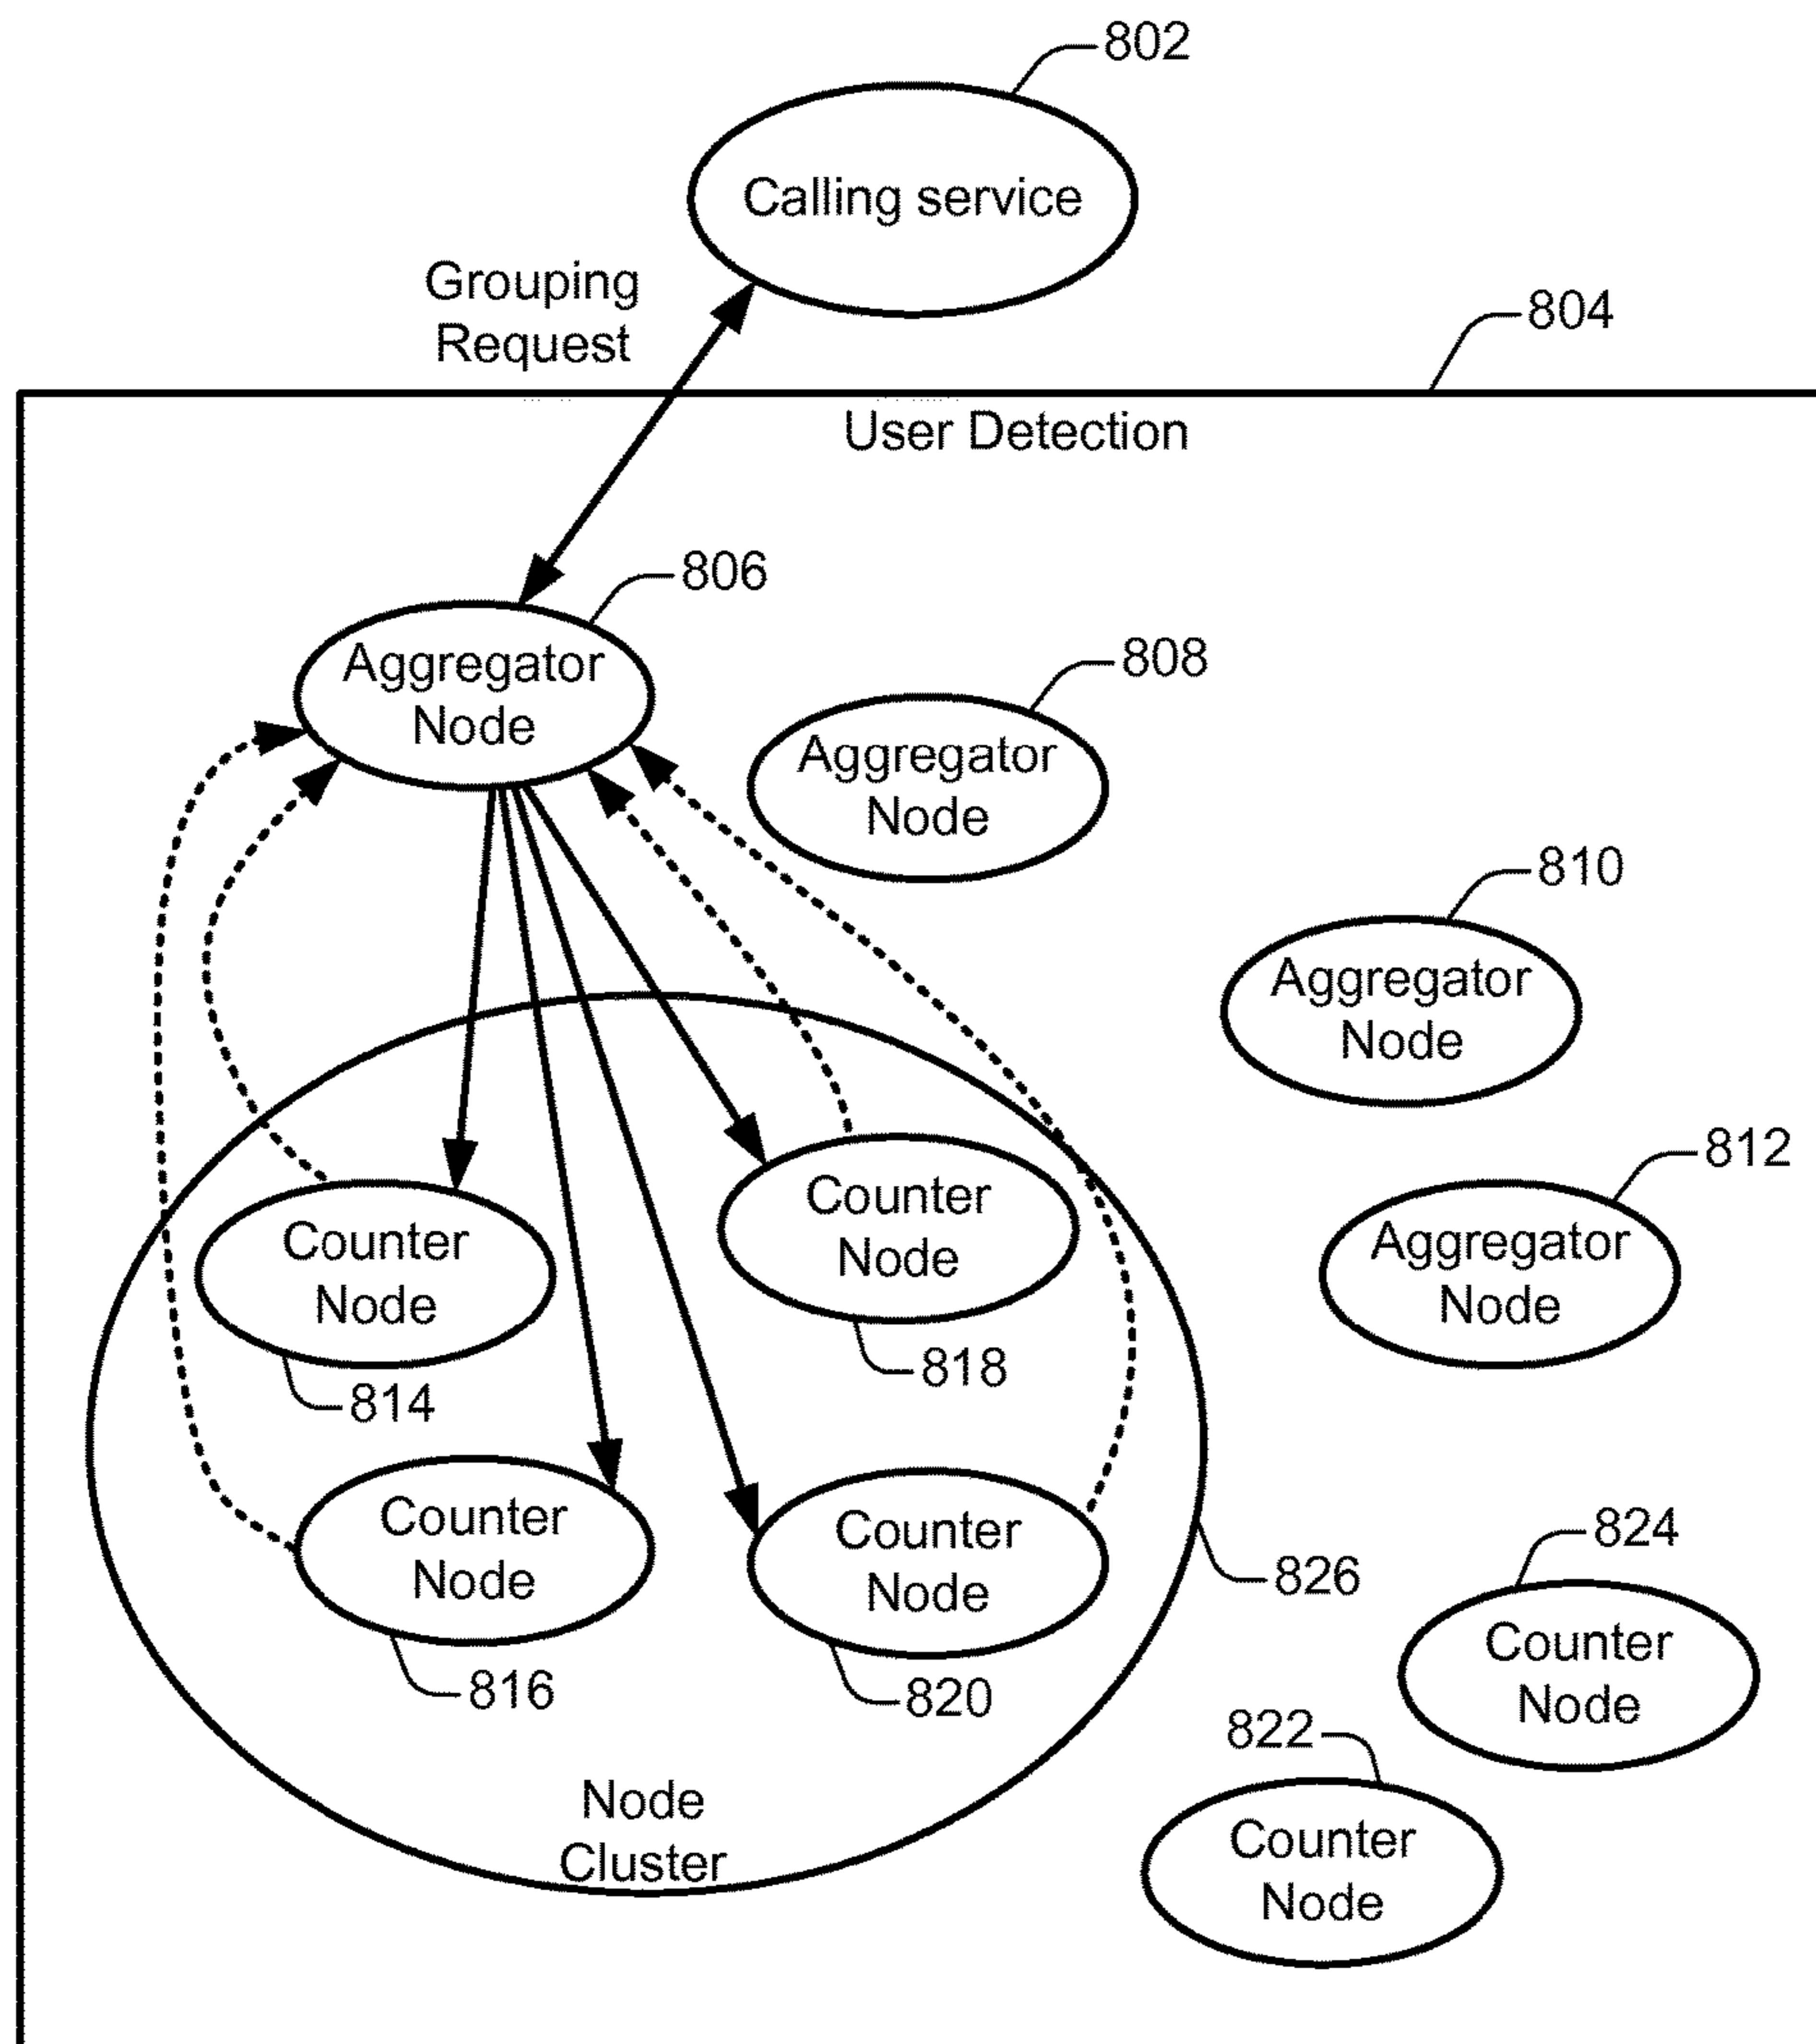 802
Calling service
Grouping
Request
804
User Detection
806
Aggregator
Node
808
Aggregator
Node
810
Aggregator
Node
812
Aggregator
Node
Counter
Node
814
Counter
Node
818
Counter
Node
816
Counter
Node
820
826
824
Counter
Node
822
Counter
Node
Node
Cluster